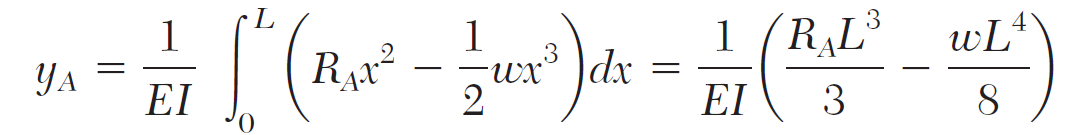 y_A = \frac{1}{EI} \int_0^L \left( R_A x^2 - \frac{1}{2} w x^3 \right) dx = \frac{1}{EI} \left( \frac{R_A L^3}{3} - \frac{w L^4}{8} \right)